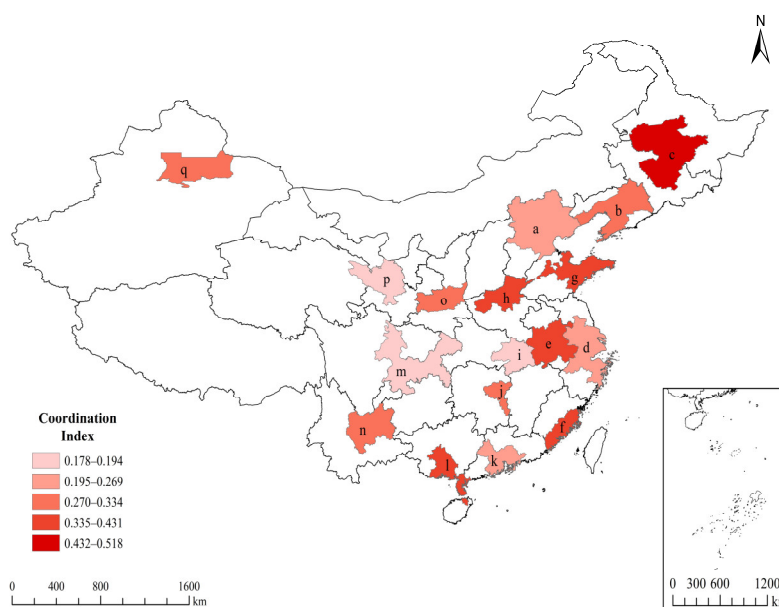 N
c
q
b
a
p
g
h
o
e
i
d
m
j
n
f
l
k
Coordination
Index
0.178–0.194
0.195–0.269
0.270–0.334
0.335–0.431
0.432–0.518
0 400 800 1600
km
0 300 600 1200
k